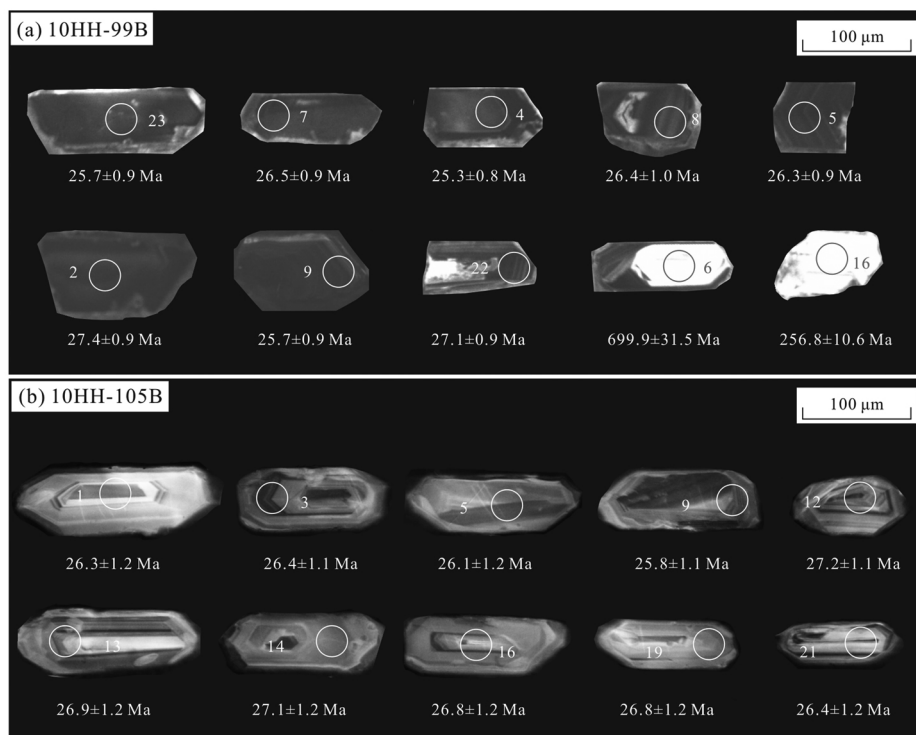 (a) 10HH-99B
100 μm
23 7 4 8 5
25.7±0.9 Ma 26.5±0.9 Ma 25.3±0.8 Ma 26.4±1.0 Ma 26.3±0.9 Ma
2 9 22 6 16
27.4±0.9 Ma 25.7±0.9 Ma 27.1±0.9 Ma 699.9±31.5 Ma 256.8±10.6 Ma
(b) 10HH-105B
100 μm
1 3 5 9 12
26.3±1.2 Ma 26.4±1.1 Ma 26.1±1.2 Ma 25.8±1.1 Ma 27.2±1.1 Ma
13 14 16 19 21
26.9±1.2 Ma 27.1±1.2 Ma 26.8±1.2 Ma 26.8±1.2 Ma 26.4±1.2 Ma